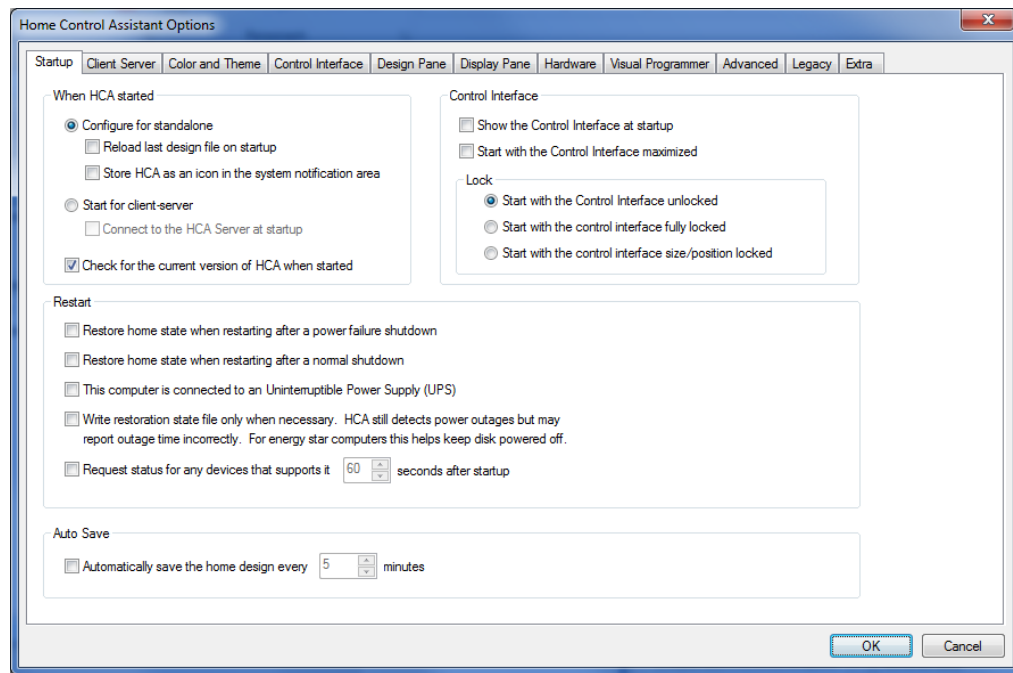 Home Control Assistant Options
Startup Client Server Color and Theme Control Interface Design Pane Display Pane Hardware Visual Programmer Advanced Legacy Extra
When HCA started
Configure for standalone
Reload last design file on startup
Store HCA as an icon in the system notification area
Start for client-server
Connect to the HCA Server at startup
Check for the current version of HCA when started
Control Interface
Show the Control Interface at startup
Start with the Control Interface maximized
Lock
Start with the Control Interface unlocked
Start with the control interface fully locked
Start with the control interface size/position locked
Restart
Restore home state when restarting after a power failure shutdown
Restore home state when restarting after a normal shutdown
This computer is connected to an Uninterruptible Power Supply (UPS)
Write restoration state file only when necessary. HCA still detects power outages but may
report outage time incorrectly. For energy star computers this helps keep disk powered off.
Request status for any devices that supports it 60 seconds after startup
Auto Save
Automatically save the home design every 5 minutes
OK Cancel